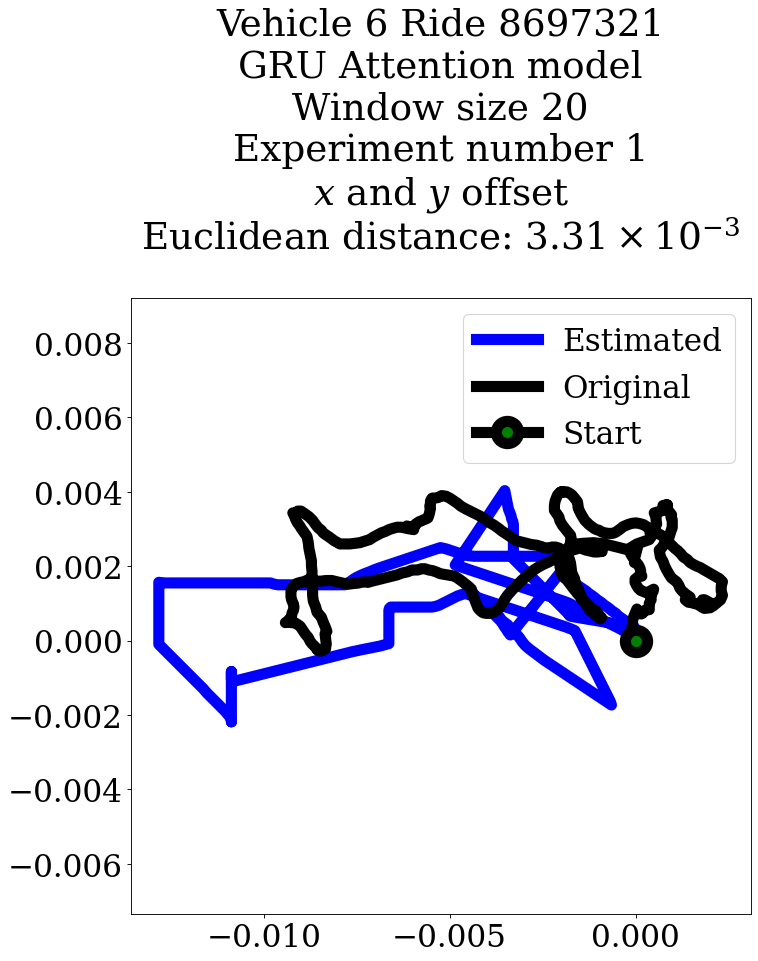 Vehicle 6 Ride 8697321
GRU Attention model
Window size 20
Experiment number 1
x and y offset
Euclidean distance: 3.31 × 10⁻³
Estimated
Original
Start
0.008
0.006
0.004
0.002
0.000
−0.002
−0.004
−0.006
−0.010
−0.005
0.000